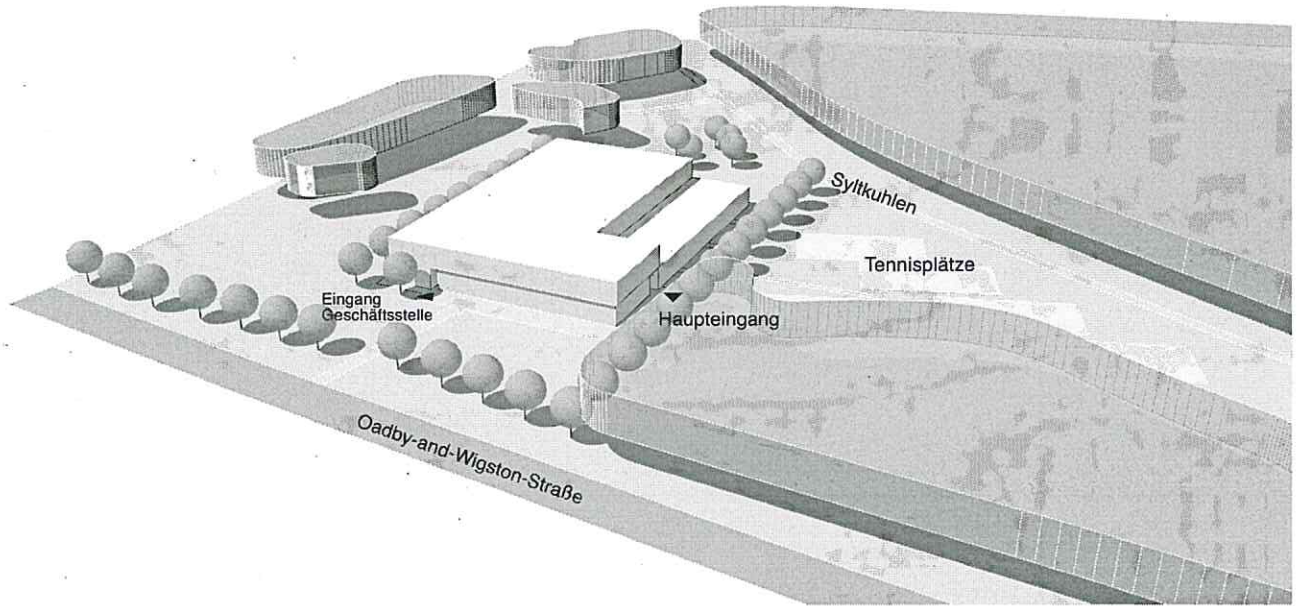 Syltkuhlen
Tennisplätze
Eingang
Geschäftsstelle
Haupteingang
Oadby-and-Wigston-Straße